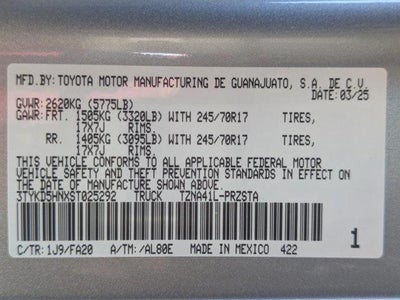 MFD.BY: TOYOTA MOTOR MANUFACTURING DE GUANAJUATO, S.A. DE C.V.
DATE: 03/25
GVWR: 2620KG (5775LB)
GAWR: FRT. 1505KG (3320LB) WITH 245/70R17 TIRES,
17X7J RIMS,
RR. 1405KG (3095LB) WITH 245/70R17 TIRES,
17X7J RIMS,
THIS VEHICLE CONFORMS TO ALL APPLICABLE FEDERAL MOTOR
VEHICLE SAFETY AND THEFT PREVENTION STANDARDS IN EFFECT
ON THE DATE OF MANUFACTURE SHOWN ABOVE.
3TYKD5HNXST025292 TRUCK TZNA41L-PRZSTA
C/TR: 1J9/FA20 A/TM: /AL80E MADE IN MEXICO 422
1